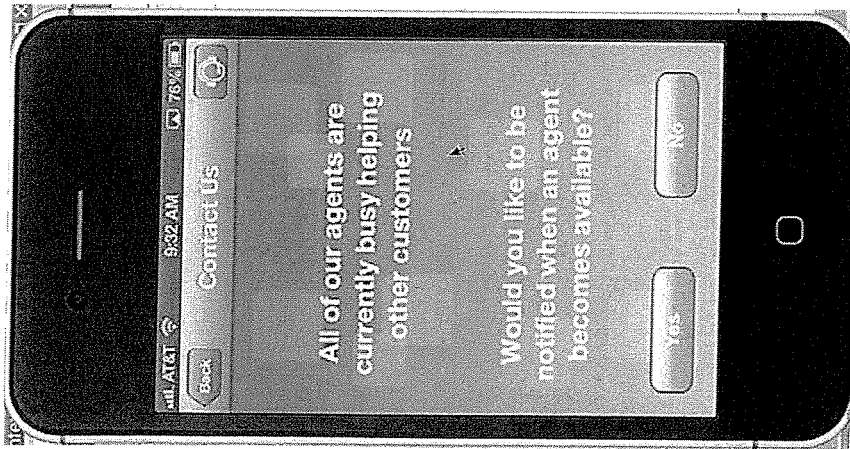 AT&T 9:32 AM 76%
Back Contact Us
All of our agents are
currently busy helping
other customers
Would you like to be
notified when an agent
becomes available?
Yes No